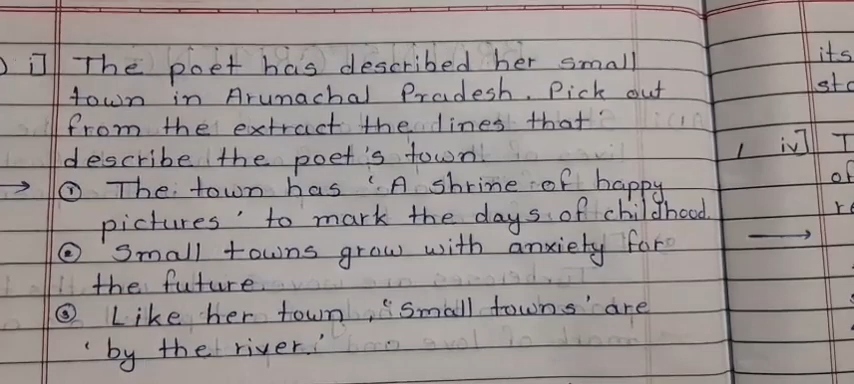 i] The poet has described her small
town in Arunachal Pradesh. Pick out
from the extract the lines that
describe the poet's town
→ ① The town has 'A shrine of happy
pictures' to mark the days of childhood.
② Small towns grow with anxiety for
the future.
③ Like her town, "Small towns' are
'by the river.'
its
iv]
of